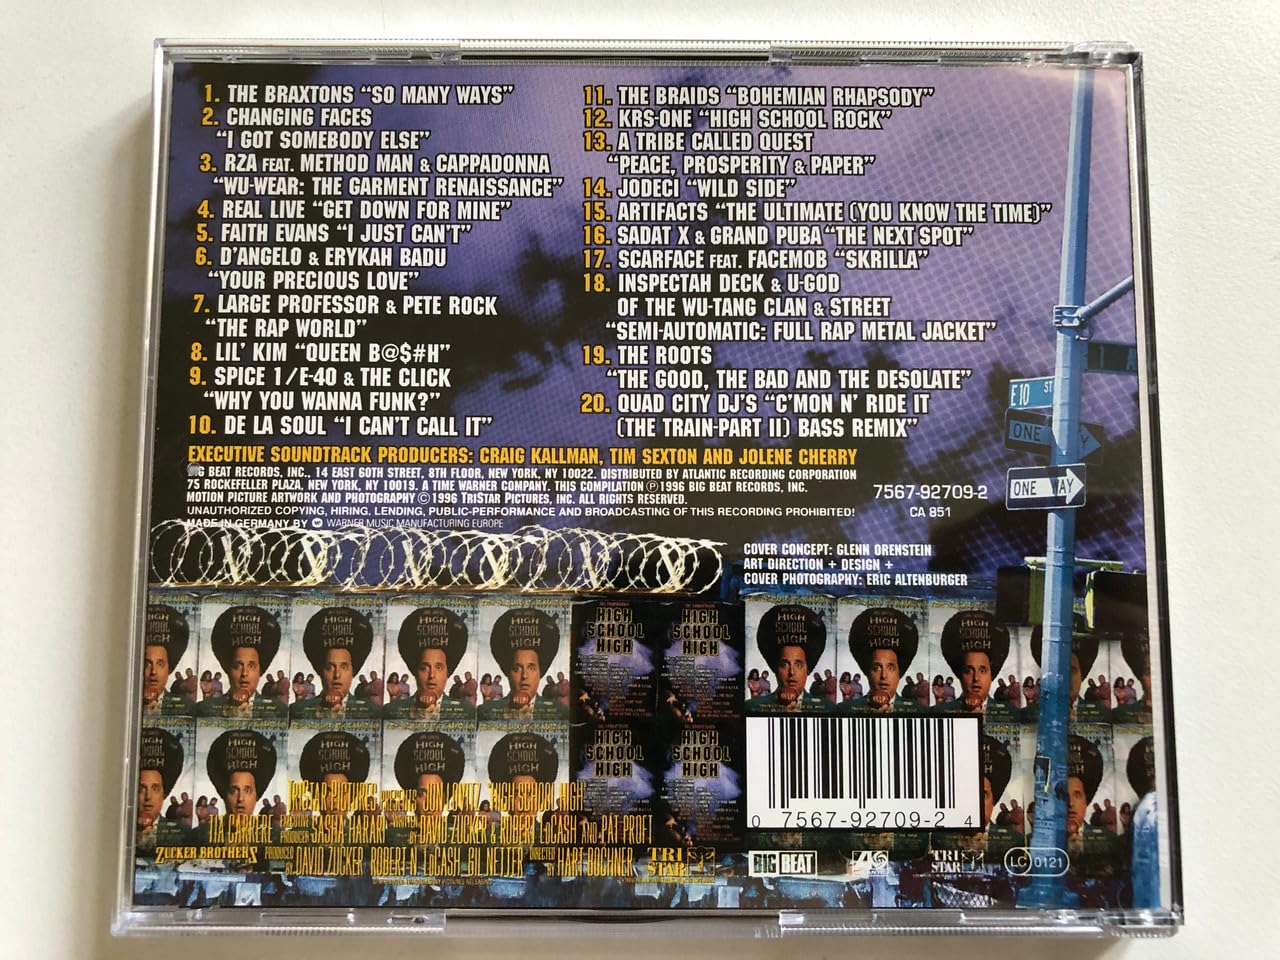 1. THE BRAXTONS "SO MANY WAYS"
2. CHANGING FACES
"I GOT SOMEBODY ELSE"
3. RZA FEAT. METHOD MAN & CAPPADONNA
"WU-WEAR: THE GARMENT RENAISSANCE"
4. REAL LIVE "GET DOWN FOR MINE"
5. FAITH EVANS "I JUST CAN'T"
6. D'ANGELO & ERYKAH BADU
"YOUR PRECIOUS LOVE"
7. LARGE PROFESSOR & PETE ROCK
"THE RAP WORLD"
8. LIL' KIM "QUEEN B@$#H"
9. SPICE 1/E-40 & THE CLICK
"WHY YOU WANNA FUNK?"
10. DE LA SOUL "I CAN'T CALL IT"
11. THE BRAIDS "BOHEMIAN RHAPSODY"
12. KRS-ONE "HIGH SCHOOL ROCK"
13. A TRIBE CALLED QUEST
"PEACE, PROSPERITY & PAPER"
14. JODECI "WILD SIDE"
15. ARTIFACTS "THE ULTIMATE (YOU KNOW THE TIME)"
16. SADAT X & GRAND PUBA "THE NEXT SPOT"
17. SCARFACE FEAT. FACEMOB "SKRILLA"
18. INSPECTAH DECK & U-GOD
OF THE WU-TANG CLAN & STREET
"SEMI-AUTOMATIC: FULL RAP METAL JACKET"
19. THE ROOTS
"THE GOOD, THE BAD AND THE DESOLATE"
20. QUAD CITY DJ'S "C'MON N' RIDE IT
(THE TRAIN-PART II) BASS REMIX"
EXECUTIVE SOUNDTRACK PRODUCERS: CRAIG KALLMAN, TIM SEXTON AND JOLENE CHERRY
BIG BEAT RECORDS, INC., 14 EAST 60TH STREET, 8TH FLOOR, NEW YORK, NY 10022. DISTRIBUTED BY ATLANTIC RECORDING CORPORATION
75 ROCKEFELLER PLAZA, NEW YORK, NY 10019. A TIME WARNER COMPANY. THIS COMPILATION ℗ 1996 BIG BEAT RECORDS, INC.
MOTION PICTURE ARTWORK AND PHOTOGRAPHY © 1996 TRISTAR PICTURES, INC. ALL RIGHTS RESERVED.
UNAUTHORIZED COPYING, HIRING, LENDING, PUBLIC-PERFORMANCE AND BROADCASTING OF THIS RECORDING PROHIBITED!
MADE IN GERMANY BY WARNER MUSIC MANUFACTURING EUROPE
7567-92709-2
CA 851
E 10 ST
ONE WAY
ONE WAY
COVER CONCEPT: GLENN ORENSTEIN
ART DIRECTION + DESIGN +
COVER PHOTOGRAPHY: ERIC ALTENBURGER
HIGH SCHOOL HIGH
TRISTAR PICTURES PRESENTS JON LOVITZ "HIGH SCHOOL HIGH"
TIA CARRERE EXECUTIVE PRODUCER SASHA HARARI WRITTEN BY DAVID ZUCKER & ROBERT LOCASH AND PAT PROFT
ZUCKER BROTHERS PRODUCED BY DAVID ZUCKER ROBERT N. LOCASH GIL NETTER DIRECTED BY HART BOCHNER
TRISTAR
BIG BEAT
TRISTAR
LC 0121
0 7567-92709-2 4